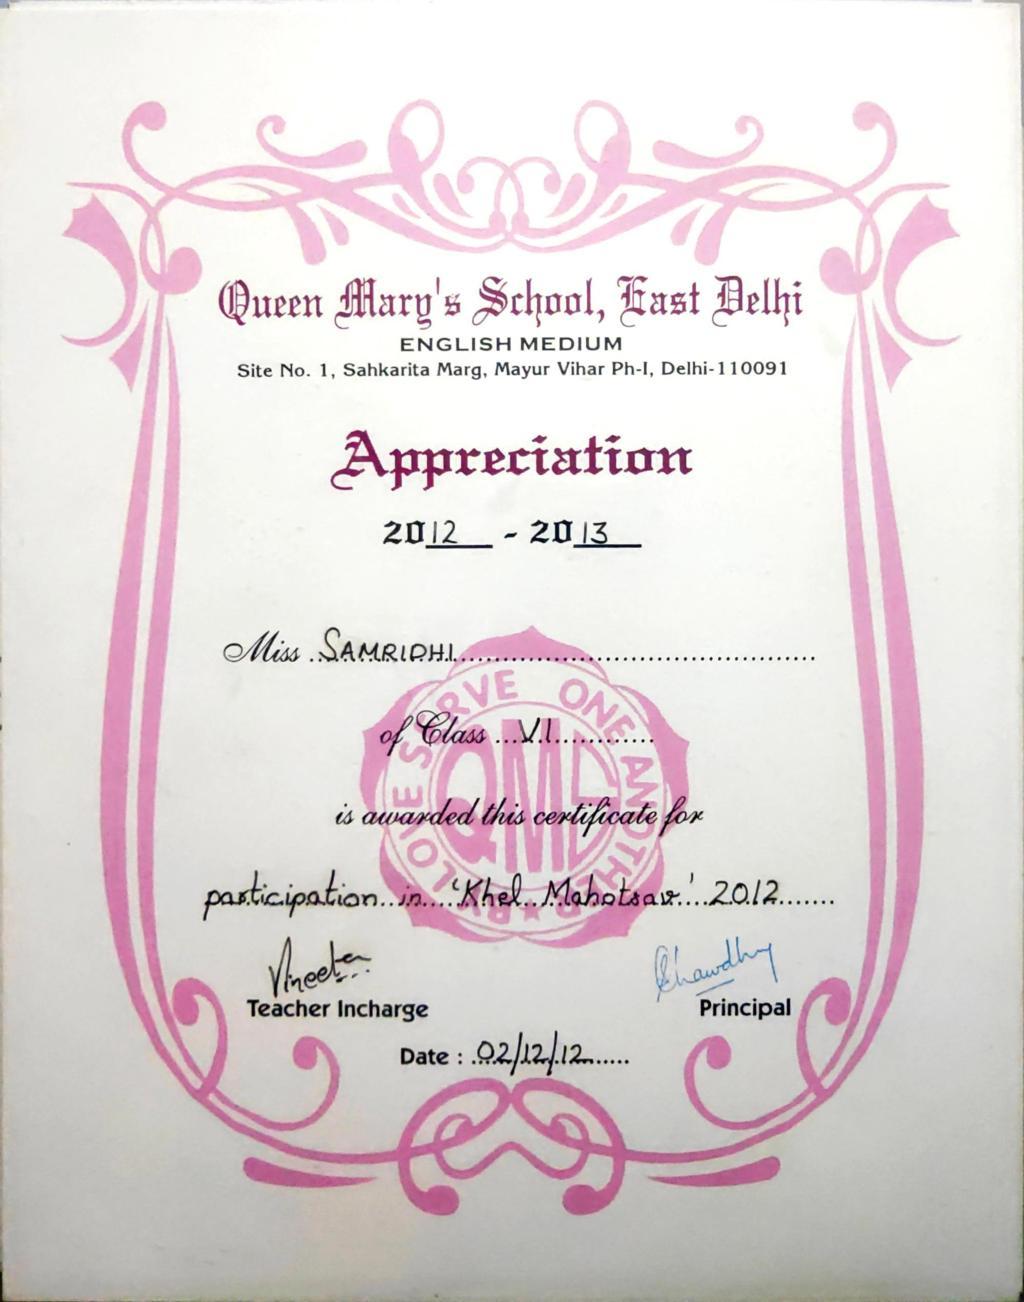 Queen Mary's School, East Delhi
ENGLISH MEDIUM
Site No. 1, Sahkarita Marg, Mayur Vihar Ph-I, Delhi-110091
Appreciation
2012 - 2013
Miss SAMRIDHI
of Class VI
is awarded this certificate for
participation in 'Khel Mahotsav' 2012
Vineeta Chawdhry
Teacher Incharge Principal
Date : 02/12/12
BY LOVE SERVE ONE ANOTHER
QMS